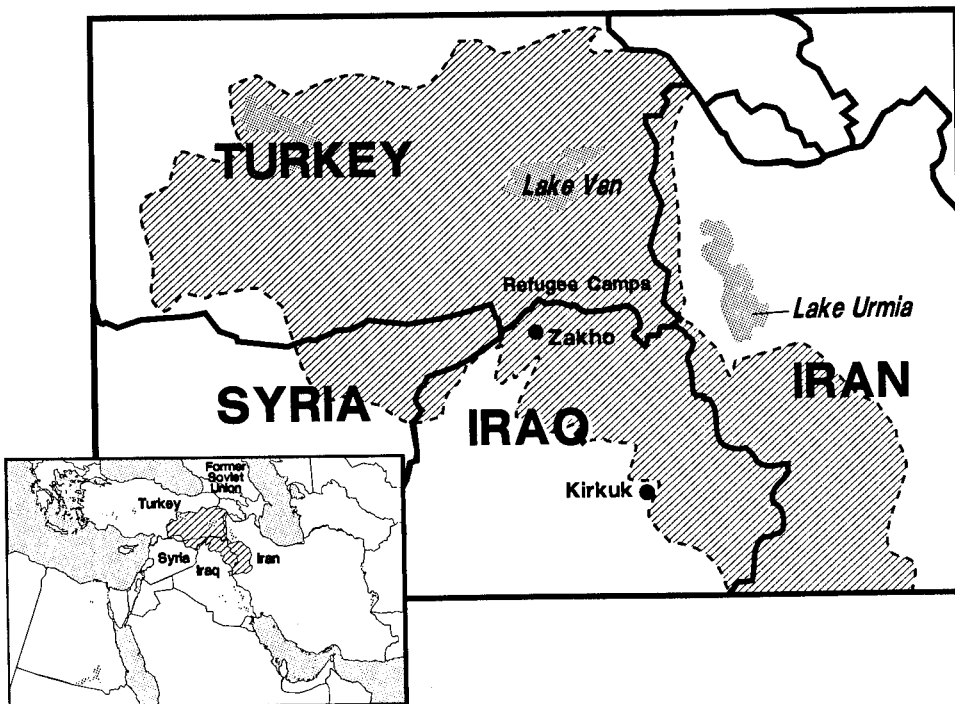 TURKEY
Lake Van
Refugee Camps
Lake Urmia
Zakho
IRAN
SYRIA
IRAQ
Kirkuk
Former
Soviet
Union
Turkey
Syria
Iraq
Iran